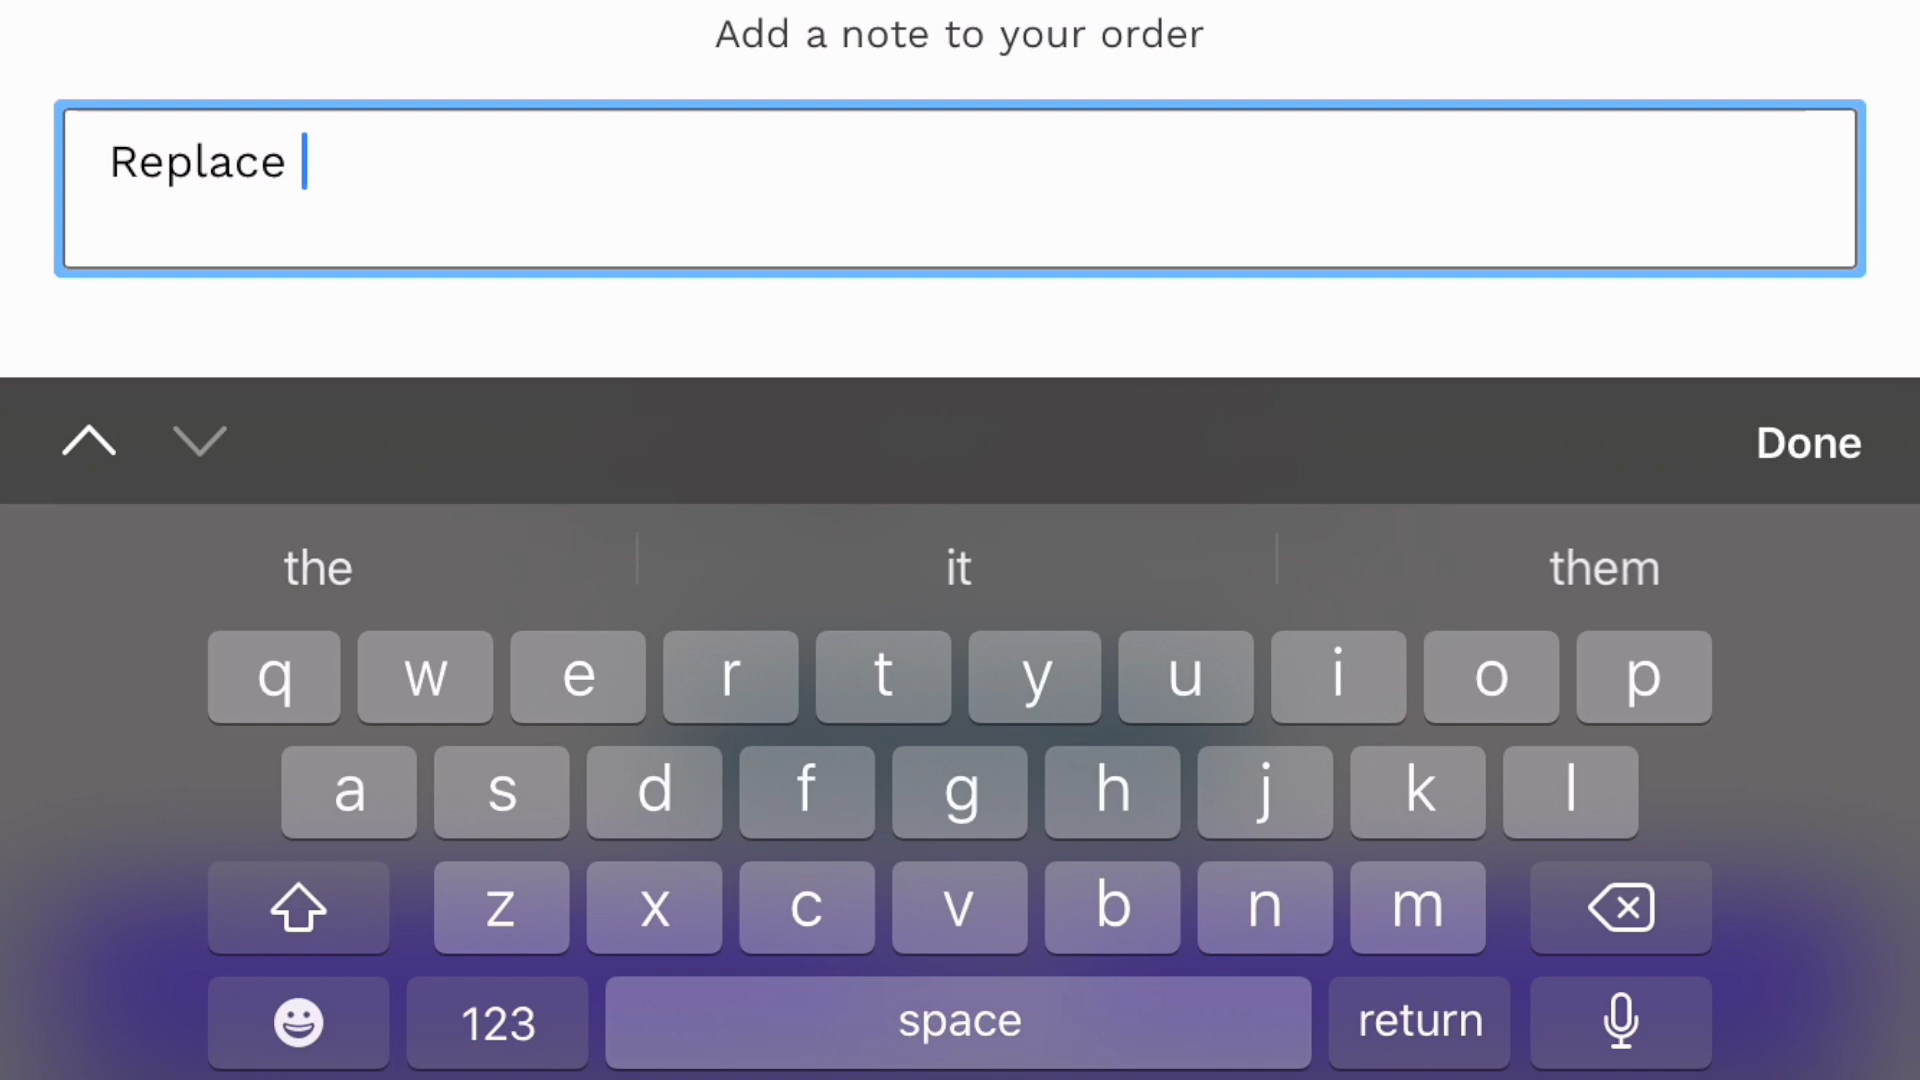 Add a note to your order
Replace
Done
the it them
q w e r t y u i o p
a s d f g h j k l
z x c v b n m
123 space return